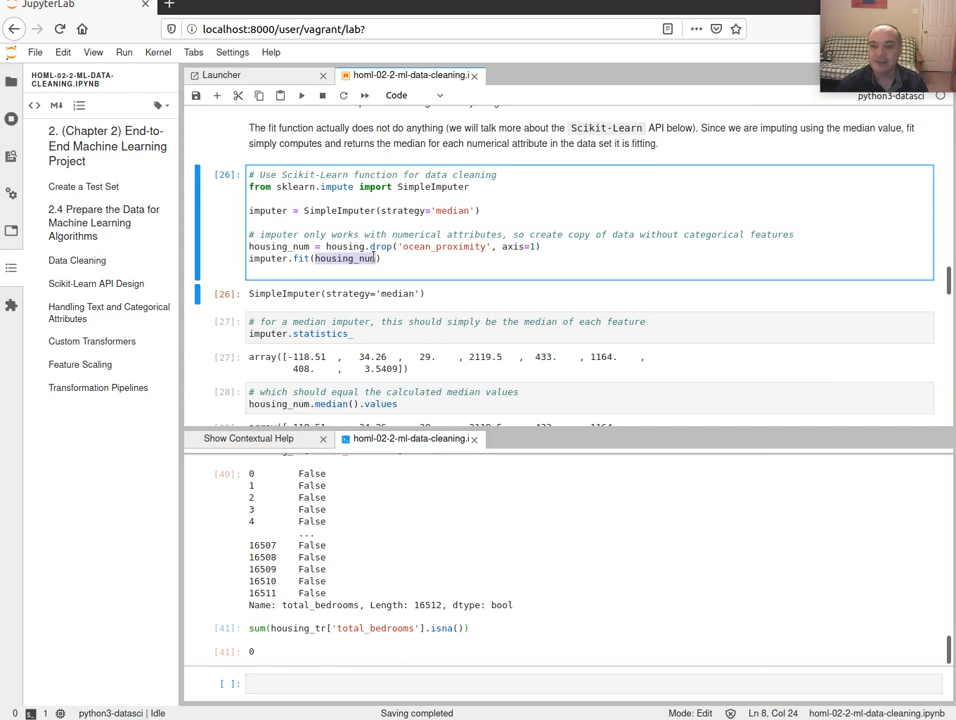 JupyterLab
localhost:8000/user/vagrant/lab?
File Edit View Run Kernel Tabs Settings Help
HOML-02-2-ML-DATA-
CLEANING.IPYNB
2. (Chapter 2) End-to-
End Machine Learning
Project
Create a Test Set
2.4 Prepare the Data for
Machine Learning
Algorithms
Data Cleaning
Scikit-Learn API Design
Handling Text and Categorical
Attributes
Custom Transformers
Feature Scaling
Transformation Pipelines
Launcher
homl-02-2-ml-data-cleaning.i
Code
python3-datasci
The fit function actually does not do anything (we will talk more about the Scikit-Learn API below). Since we are imputing using the median value, fit
simply computes and returns the median for each numerical attribute in the data set it is fitting.
[26]: # Use Scikit-Learn function for data cleaning
from sklearn.impute import SimpleImputer
imputer = SimpleImputer(strategy='median')
# imputer only works with numerical attributes, so create copy of data without categorical features
housing_num = housing.drop('ocean_proximity', axis=1)
imputer.fit(housing_num)
[26]: SimpleImputer(strategy='median')
[27]: # for a median imputer, this should simply be the median of each feature
imputer.statistics_
[27]: array([-118.51 , 34.26 , 29. , 2119.5 , 433. , 1164. ,
408. , 3.5409])
[28]: # which should equal the calculated median values
housing_num.median().values
Show Contextual Help
homl-02-2-ml-data-cleaning.i
[40]: 0 False
1 False
2 False
3 False
4 False
...
16507 False
16508 False
16509 False
16510 False
16511 False
Name: total_bedrooms, Length: 16512, dtype: bool
[41]: sum(housing_tr['total_bedrooms'].isna())
[41]: 0
[ ]:
0 1 python3-datasci | Idle Saving completed Mode: Edit Ln 8, Col 24 homl-02-2-ml-data-cleaning.ipynb